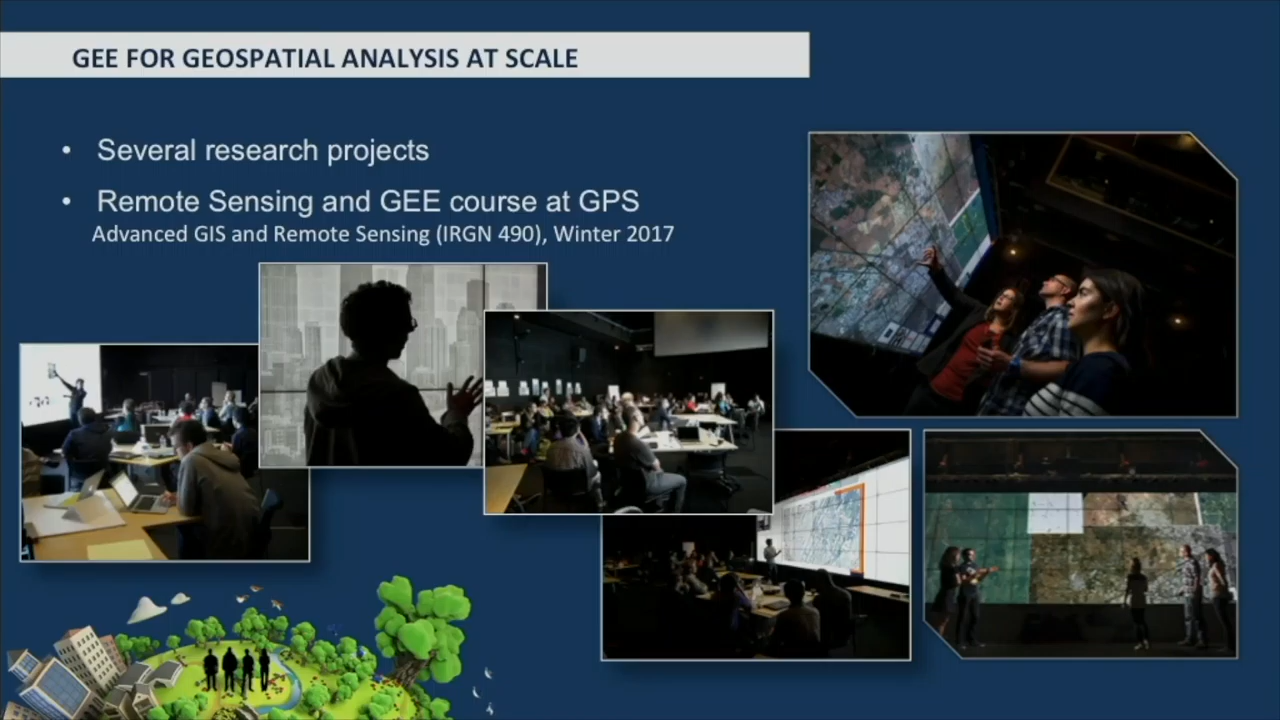 GEE FOR GEOSPATIAL ANALYSIS AT SCALE
• Several research projects
• Remote Sensing and GEE course at GPS
Advanced GIS and Remote Sensing (IRGN 490), Winter 2017